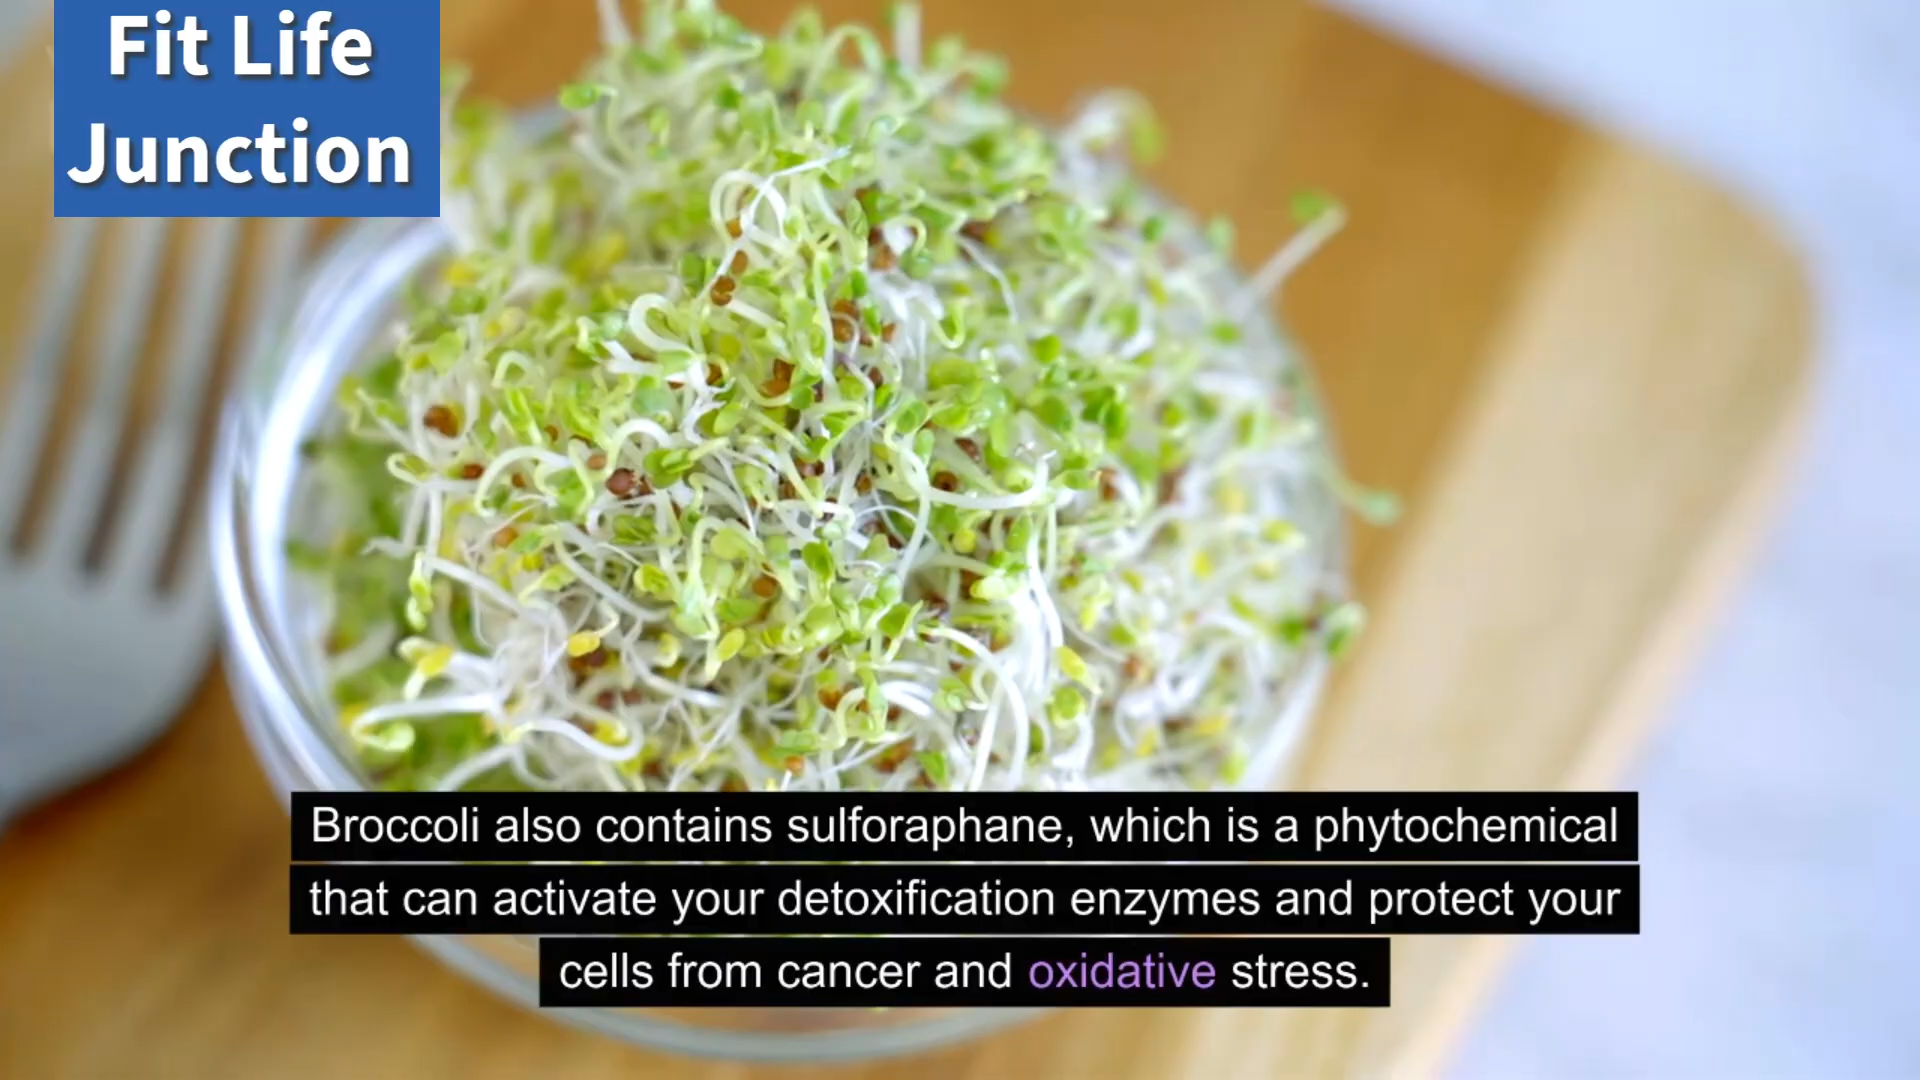 Fit Life
Junction
Broccoli also contains sulforaphane, which is a phytochemical
that can activate your detoxification enzymes and protect your
cells from cancer and oxidative stress.